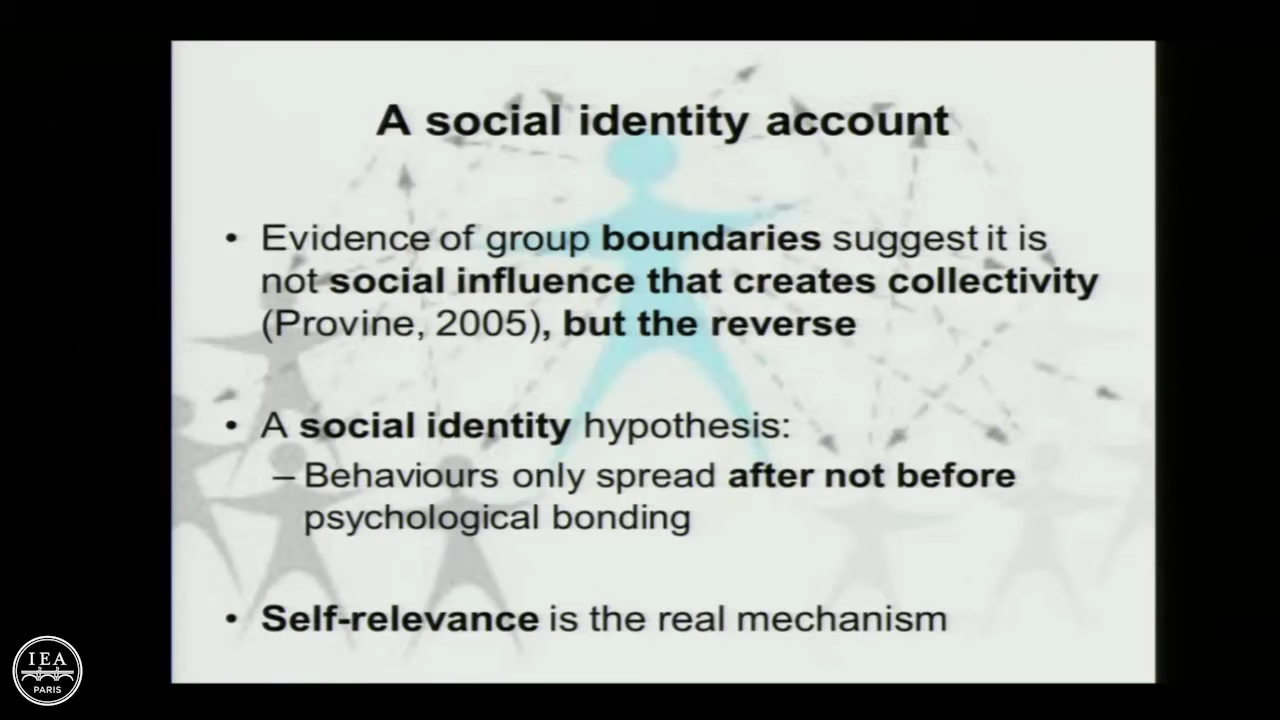 A social identity account
• Evidence of group boundaries suggest it is
not social influence that creates collectivity
(Provine, 2005), but the reverse
• A social identity hypothesis:
– Behaviours only spread after not before
psychological bonding
• Self-relevance is the real mechanism
IEA
PARIS